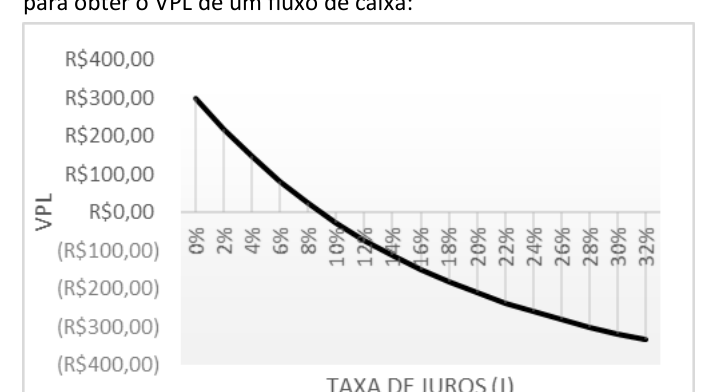 para obter o VPL de um fluxo de caixa:
R$400,00
R$300,00
R$200,00
R$100,00
R$0,00
(R$100,00)
(R$200,00)
(R$300,00)
(R$400,00)
VPL
0% 2% 4% 6% 8% 10% 12% 14% 16% 18% 20% 22% 24% 26% 28% 30% 32%
TAXA DE JUROS (I)